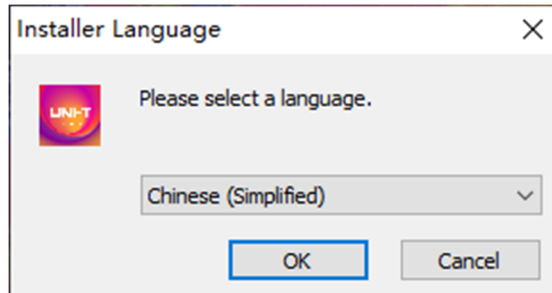 Installer Language
UNI-T
Please select a language.
Chinese (Simplified)
OK
Cancel